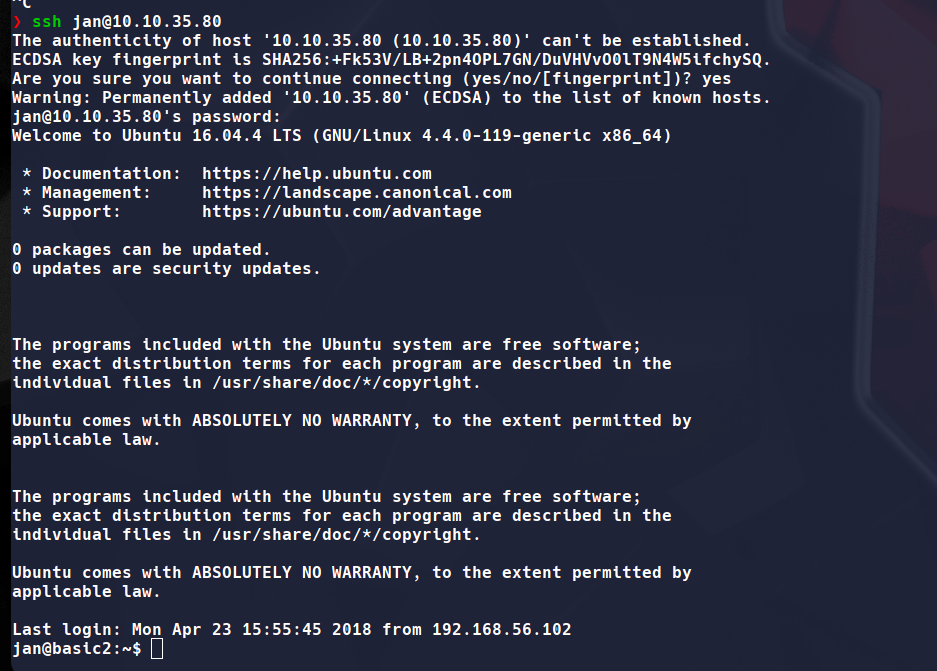 ^C
❯ ssh jan@10.10.35.80
The authenticity of host '10.10.35.80 (10.10.35.80)' can't be established.
ECDSA key fingerprint is SHA256:+Fk53V/LB+2pn4OPL7GN/DuVHVvO0lT9N4W5ifchySQ.
Are you sure you want to continue connecting (yes/no/[fingerprint])? yes
Warning: Permanently added '10.10.35.80' (ECDSA) to the list of known hosts.
jan@10.10.35.80's password:
Welcome to Ubuntu 16.04.4 LTS (GNU/Linux 4.4.0-119-generic x86_64)
* Documentation:  https://help.ubuntu.com
* Management:     https://landscape.canonical.com
* Support:        https://ubuntu.com/advantage
0 packages can be updated.
0 updates are security updates.
The programs included with the Ubuntu system are free software;
the exact distribution terms for each program are described in the
individual files in /usr/share/doc/*/copyright.
Ubuntu comes with ABSOLUTELY NO WARRANTY, to the extent permitted by
applicable law.
The programs included with the Ubuntu system are free software;
the exact distribution terms for each program are described in the
individual files in /usr/share/doc/*/copyright.
Ubuntu comes with ABSOLUTELY NO WARRANTY, to the extent permitted by
applicable law.
Last login: Mon Apr 23 15:55:45 2018 from 192.168.56.102
jan@basic2:~$